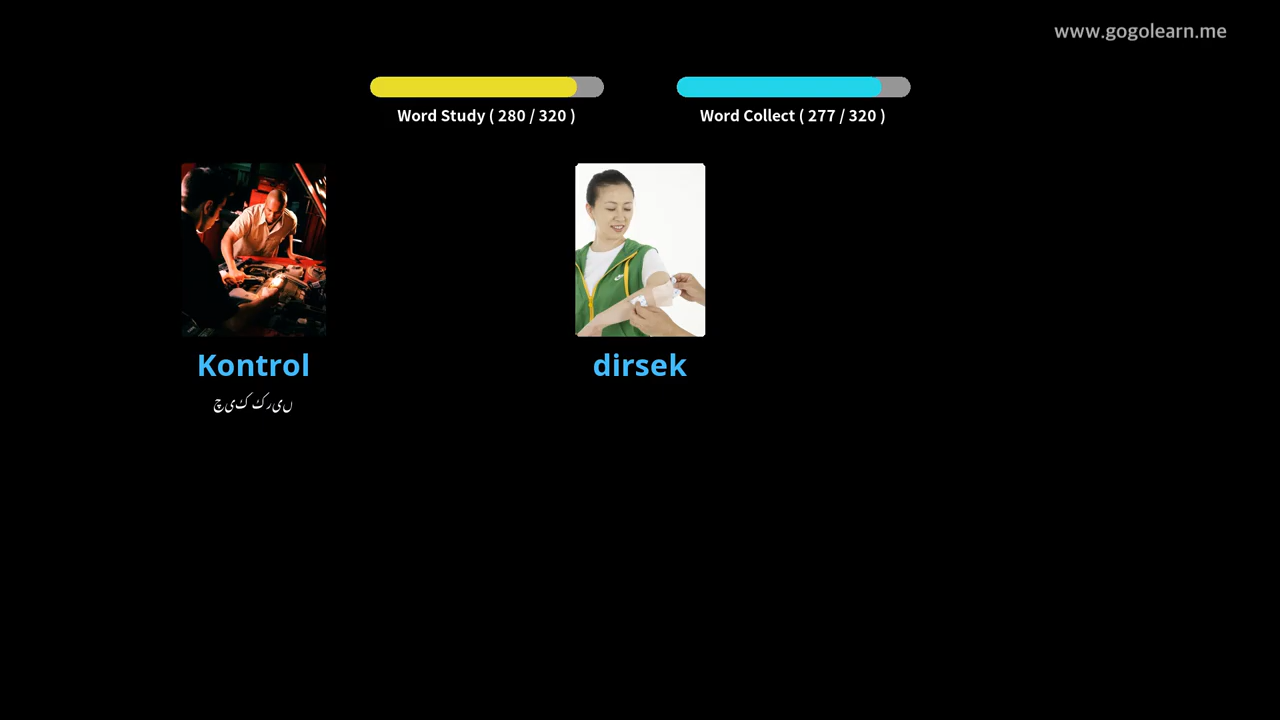 www.gogolearn.me
Word Study ( 280 / 320 )
Word Collect ( 277 / 320 )
Kontrol
dirsek
چیک کریں